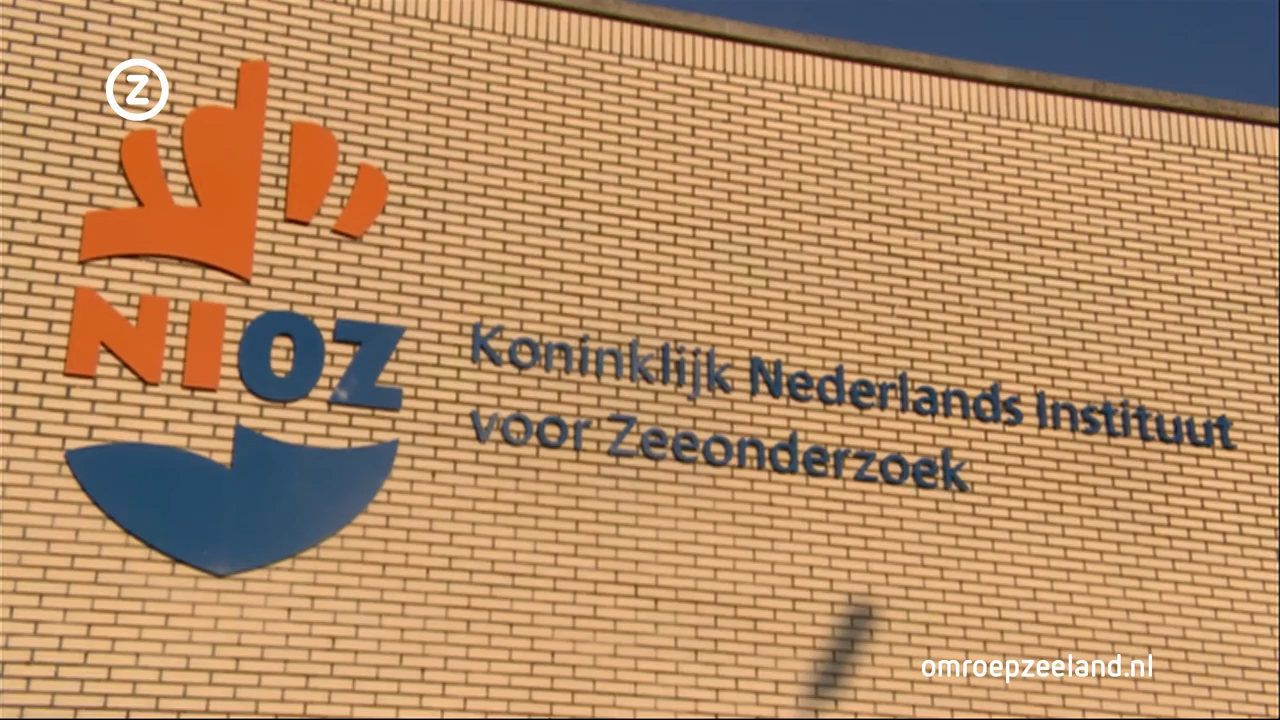 Z
NIOZ
Koninklijk Nederlands Instituut
voor Zeeonderzoek
omroepzeeland.nl